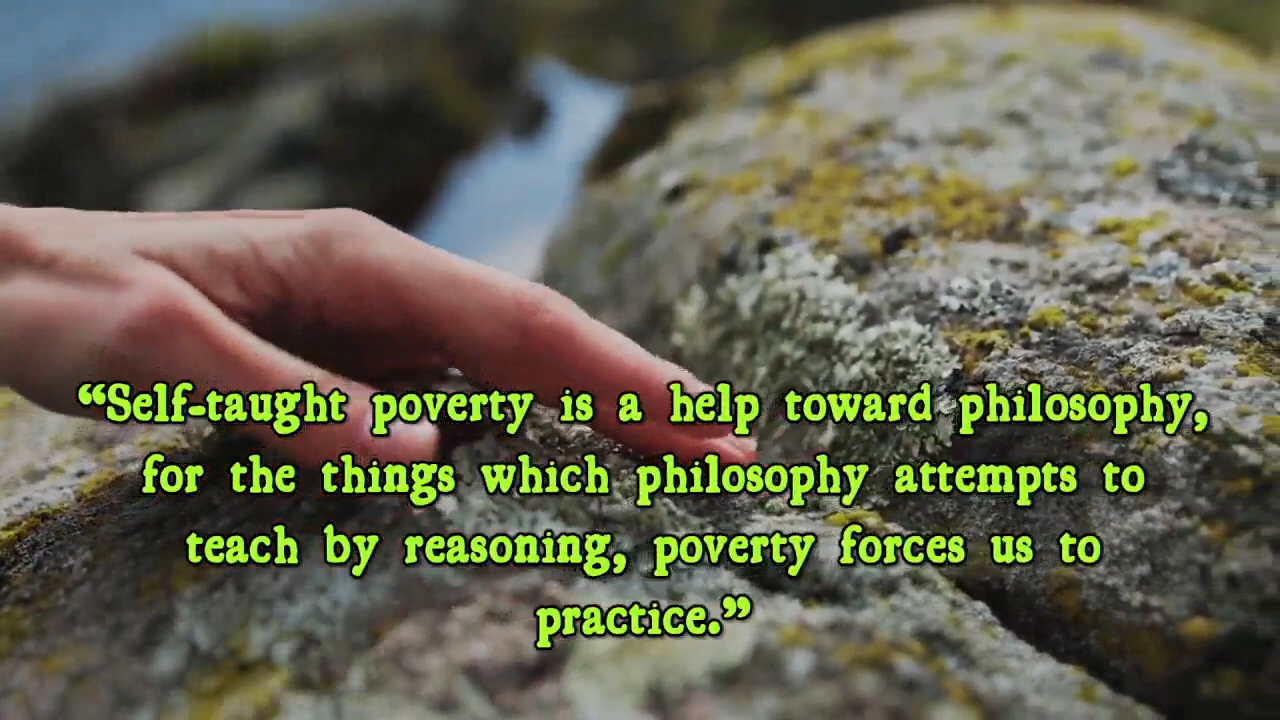 “Self-taught poverty is a help toward philosophy,
for the things which philosophy attempts to
teach by reasoning, poverty forces us to
practice.”